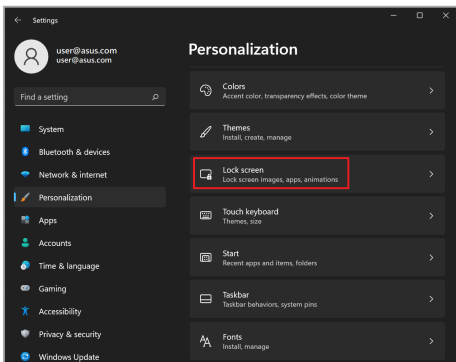 Settings
user@asus.com
user@asus.com
Find a setting
System
Bluetooth & devices
Network & internet
Personalization
Apps
Accounts
Time & language
Gaming
Accessibility
Privacy & security
Windows Update
Personalization
Colors
Accent color, transparency effects, color theme
Themes
Install, create, manage
Lock screen
Lock screen images, apps, animations
Touch keyboard
Themes, size
Start
Recent apps and items, folders
Taskbar
Taskbar behaviors, system pins
Fonts
Install, manage